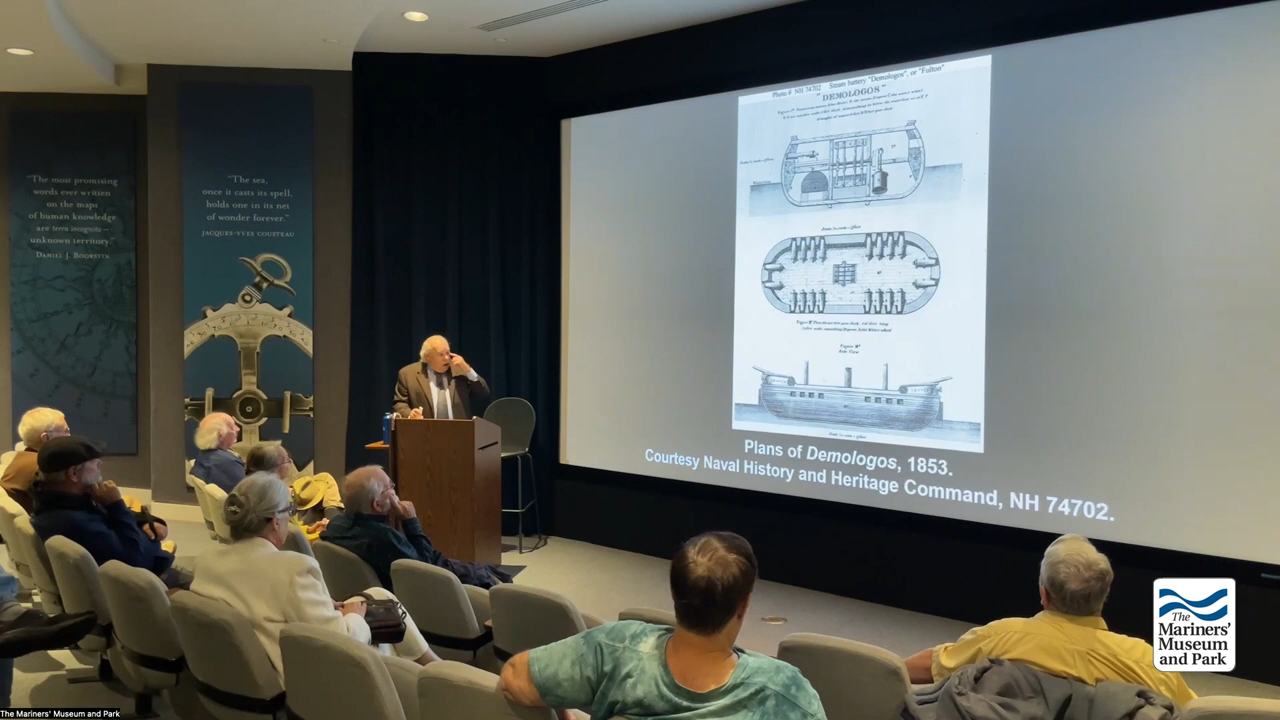 "The most promising
words ever written
on the maps
of human knowledge
are terra incognita –
unknown territory."
DANIEL J. BOORSTIN
"The sea,
once it casts its spell,
holds one in its net
of wonder forever."
JACQUES-YVES COUSTEAU
Photo # NH 74702 Steam battery "Demologos", or "Fulton"
"DEMOLOGOS"
Plans of Demologos, 1853.
Courtesy Naval History and Heritage Command, NH 74702.
The
Mariners'
Museum
and Park
The Mariners' Museum and Park